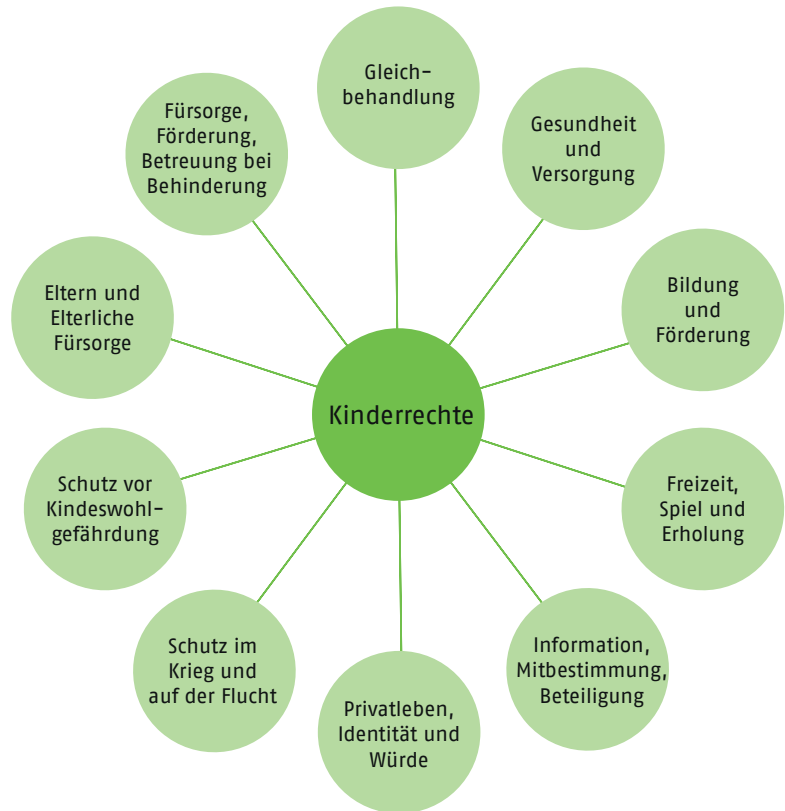 Gleich-
behandlung
Gesundheit
und
Versorgung
Bildung
und
Förderung
Freizeit,
Spiel und
Erholung
Information,
Mitbestimmung,
Beteiligung
Privatleben,
Identität und
Würde
Schutz im
Krieg und
auf der Flucht
Schutz vor
Kindeswohl-
gefährdung
Eltern und
Elterliche
Fürsorge
Fürsorge,
Förderung,
Betreuung bei
Behinderung
Kinderrechte